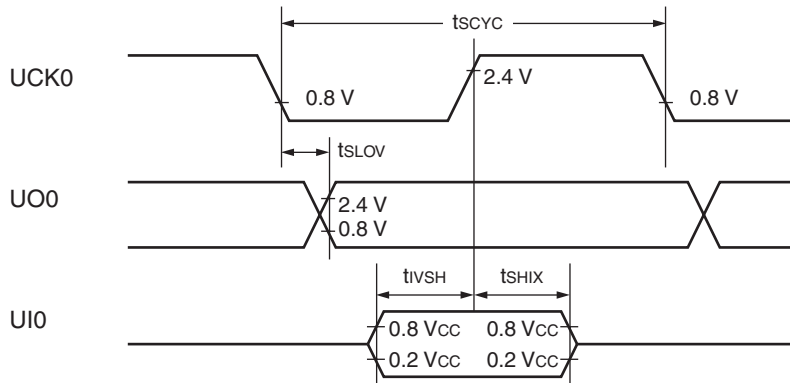 tSCYC
UCK0
0.8 V
2.4 V
0.8 V
tSLOV
UO0
2.4 V
0.8 V
tIVSH
tSHIX
UI0
0.8 VCC
0.8 VCC
0.2 VCC
0.2 VCC